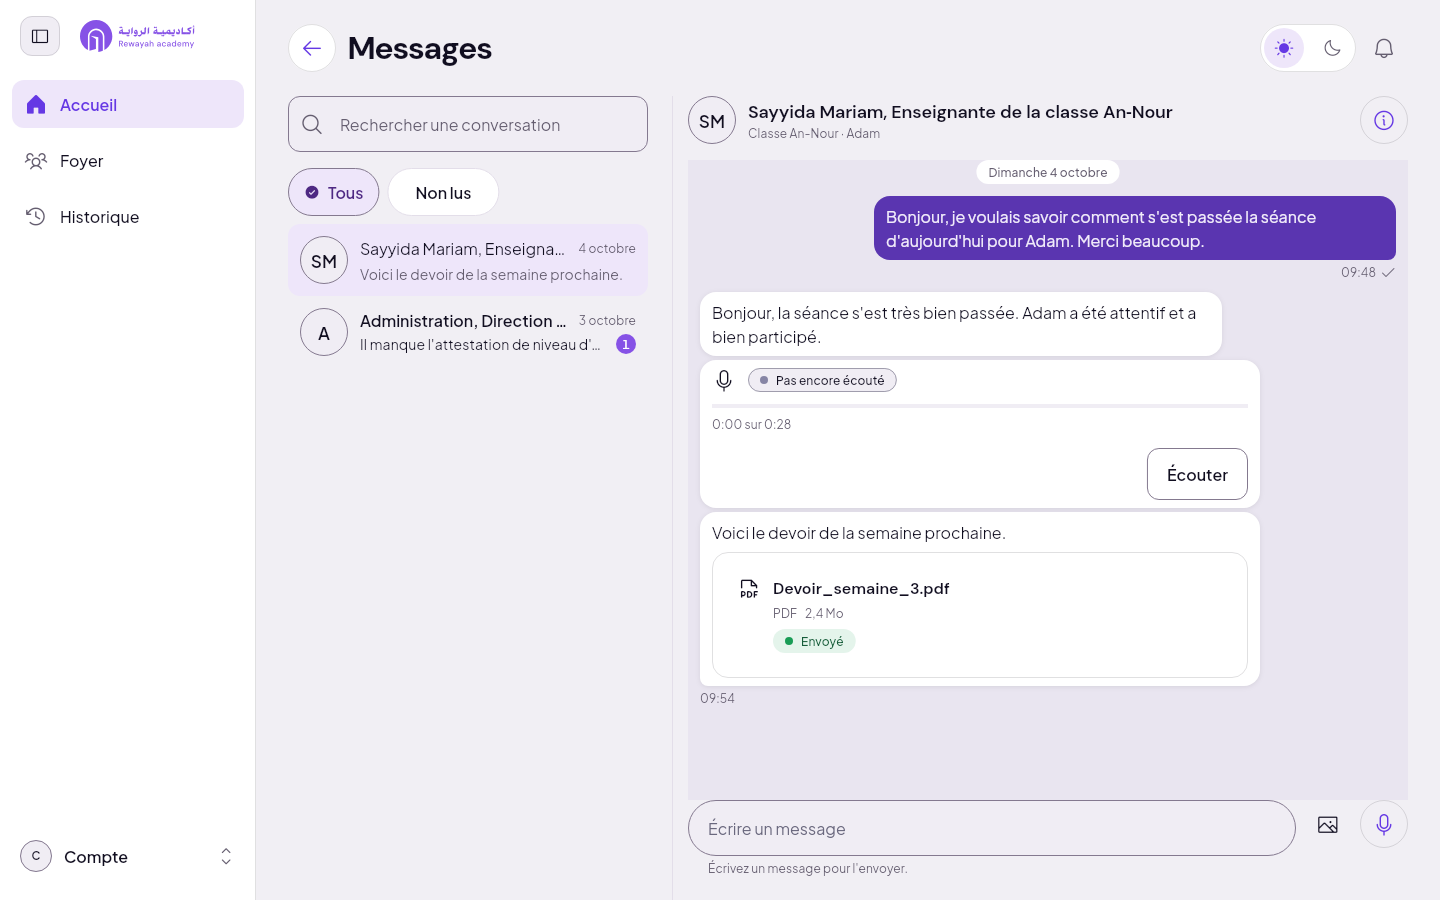 أكاديمية الرواية
Rewayah academy
Messages
Accueil
Foyer
Historique
C
Compte
Rechercher une conversation
Tous
Non lus
SM
Sayyida Mariam, Enseigna...
4 octobre
Voici le devoir de la semaine prochaine.
A
Administration, Direction ...
3 octobre
Il manque l'attestation de niveau d'...
1
SM
Sayyida Mariam, Enseignante de la classe An-Nour
Classe An-Nour · Adam
Dimanche 4 octobre
Bonjour, je voulais savoir comment s'est passée la séance
d'aujourd'hui pour Adam. Merci beaucoup.
09:48
Bonjour, la séance s'est très bien passée. Adam a été attentif et a
bien participé.
Pas encore écouté
0:00 sur 0:28
Écouter
Voici le devoir de la semaine prochaine.
PDF
Devoir_semaine_3.pdf
PDF 2,4 Mo
Envoyé
09:54
Écrire un message
Écrivez un message pour l'envoyer.